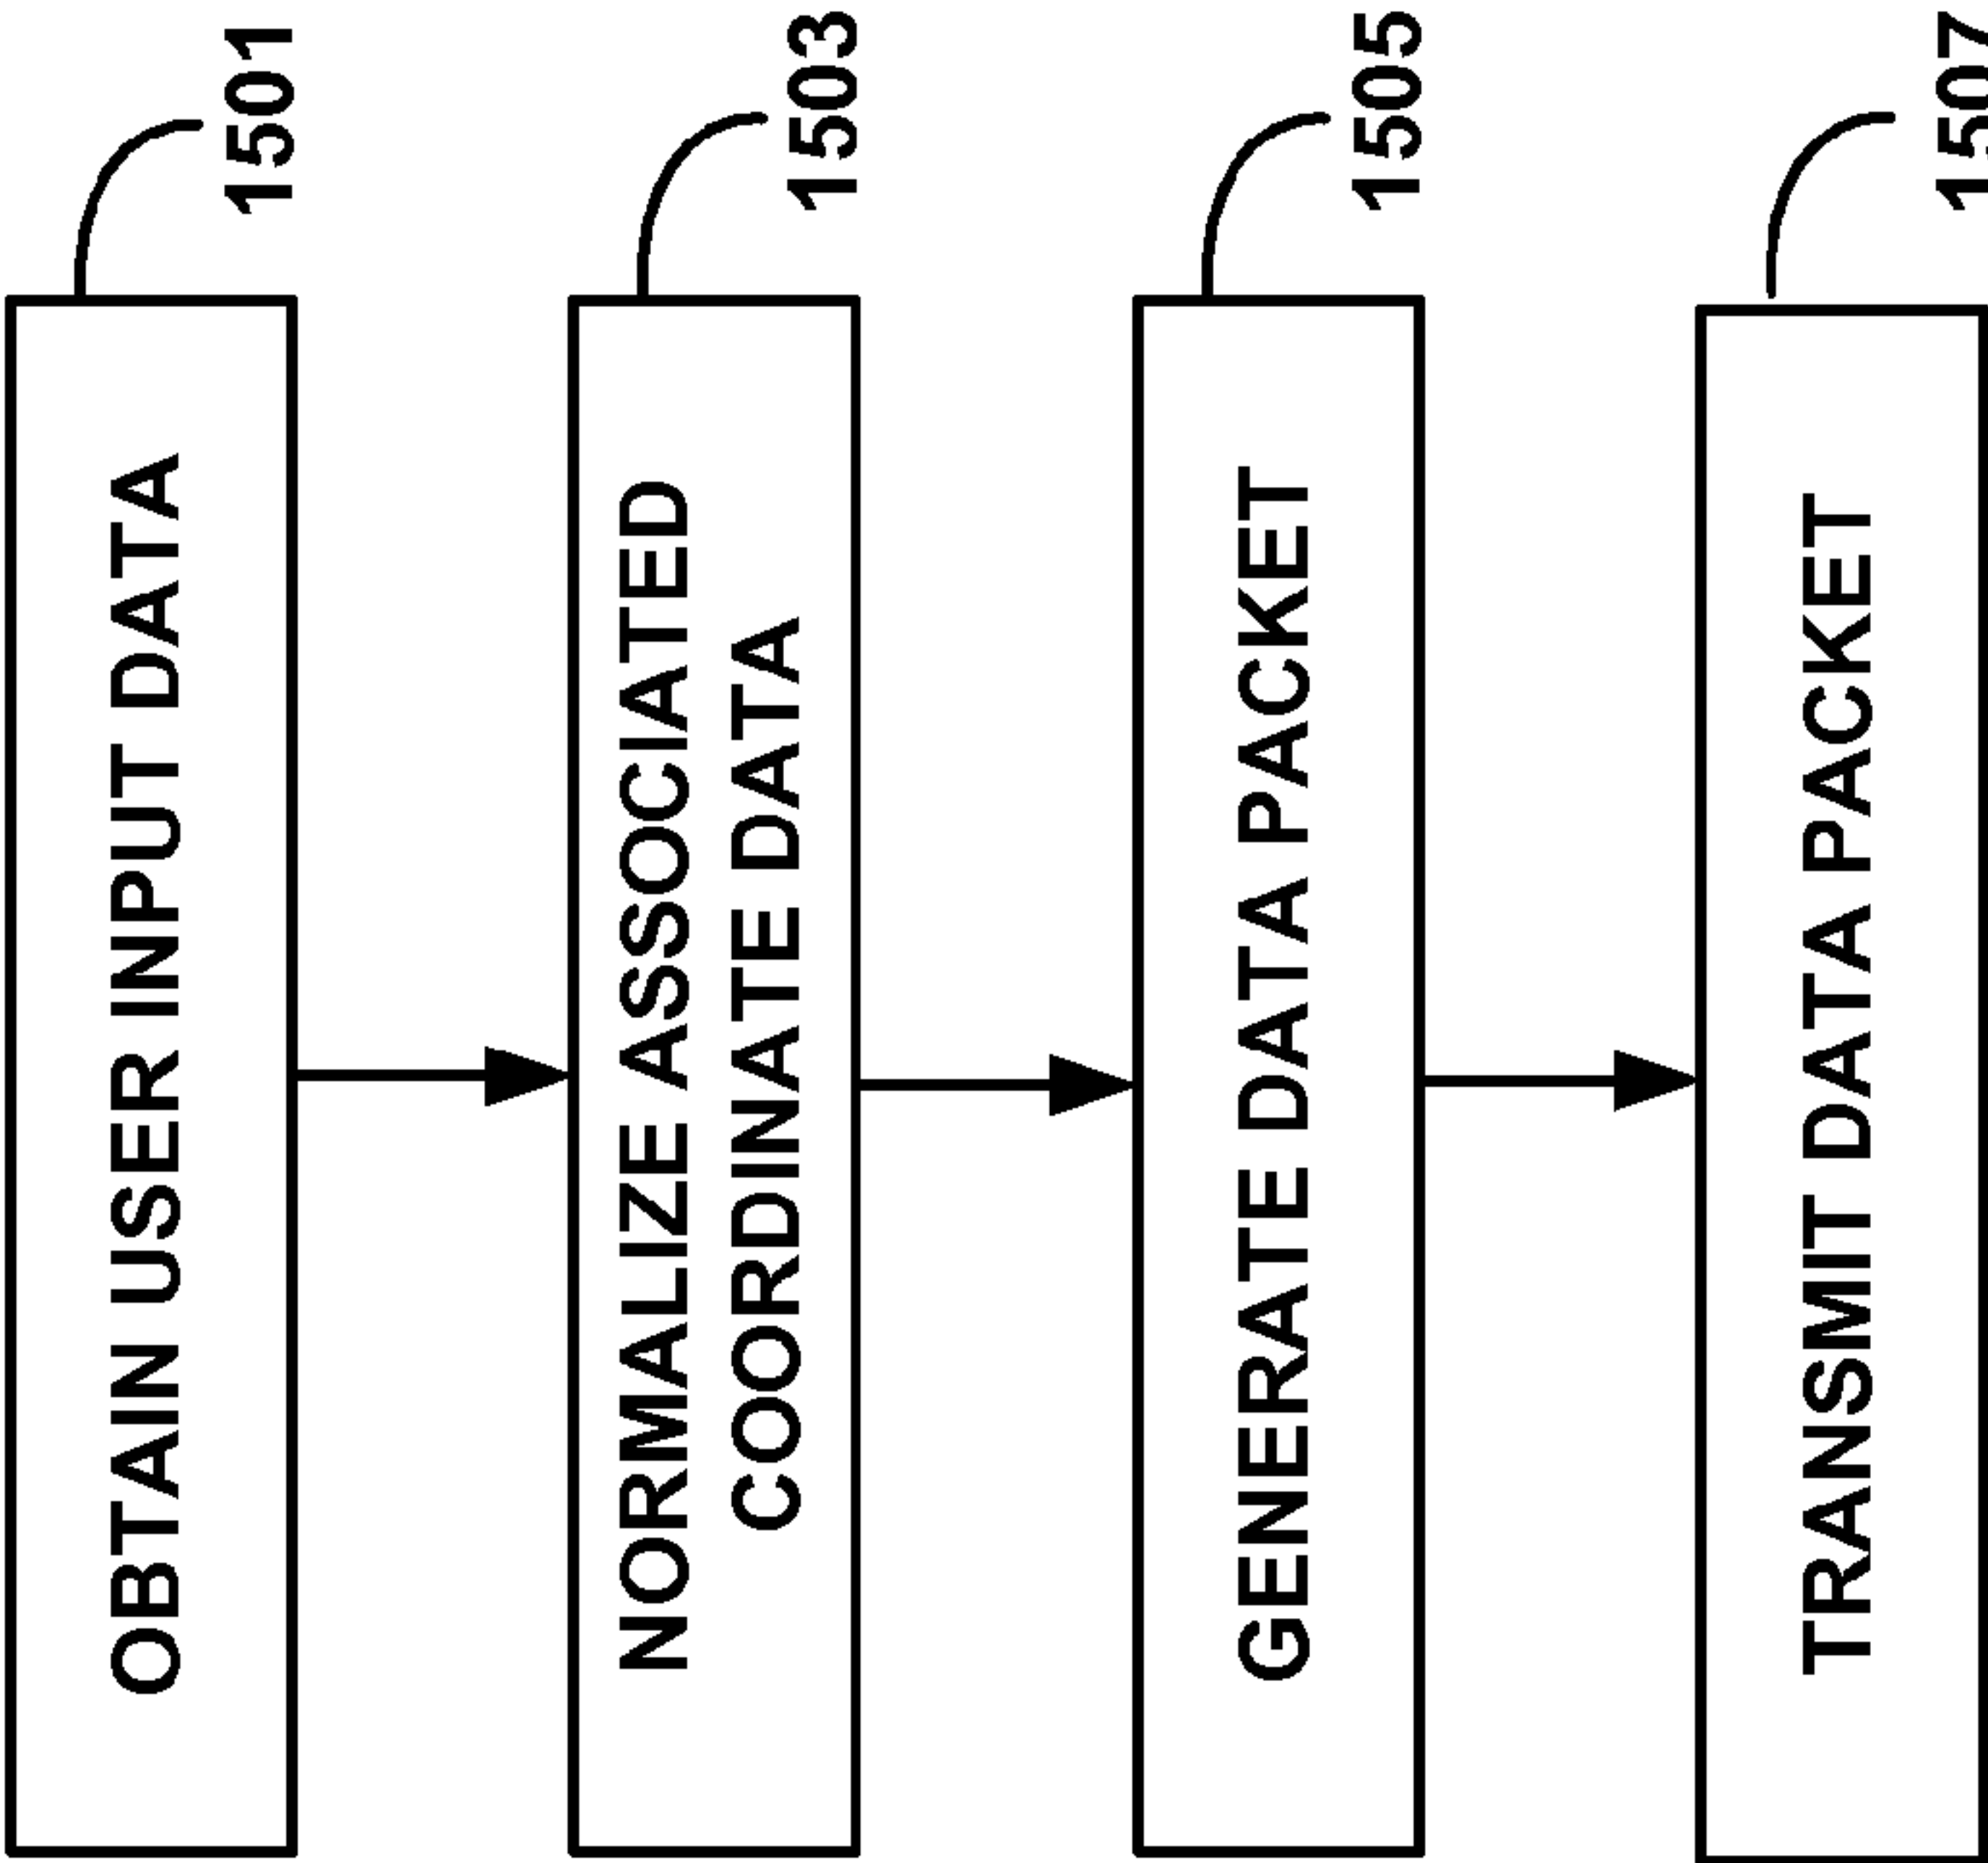 OBTAIN USER INPUT DATA
1501
NORMALIZE ASSOCIATED
COORDINATE DATA
1503
GENERATE DATA PACKET
1505
TRANSMIT DATA PACKET
1507